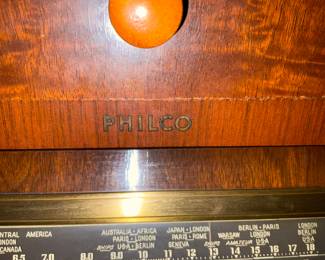 PHILCO
CENTRAL AMERICA
LONDON
CANADA
AUSTRALIA•AFRICA
PARIS•LONDON
USA•BERLIN
JAPAN•LONDON
PARIS•ROME
GENEVA
WARSAW
AMATEUR
BERLIN•PARIS
LONDON
USA
LONDON
BERLIN
USA
6.5 7.0 8.0 9.0 10 11 12 13 14 15 16 17 18